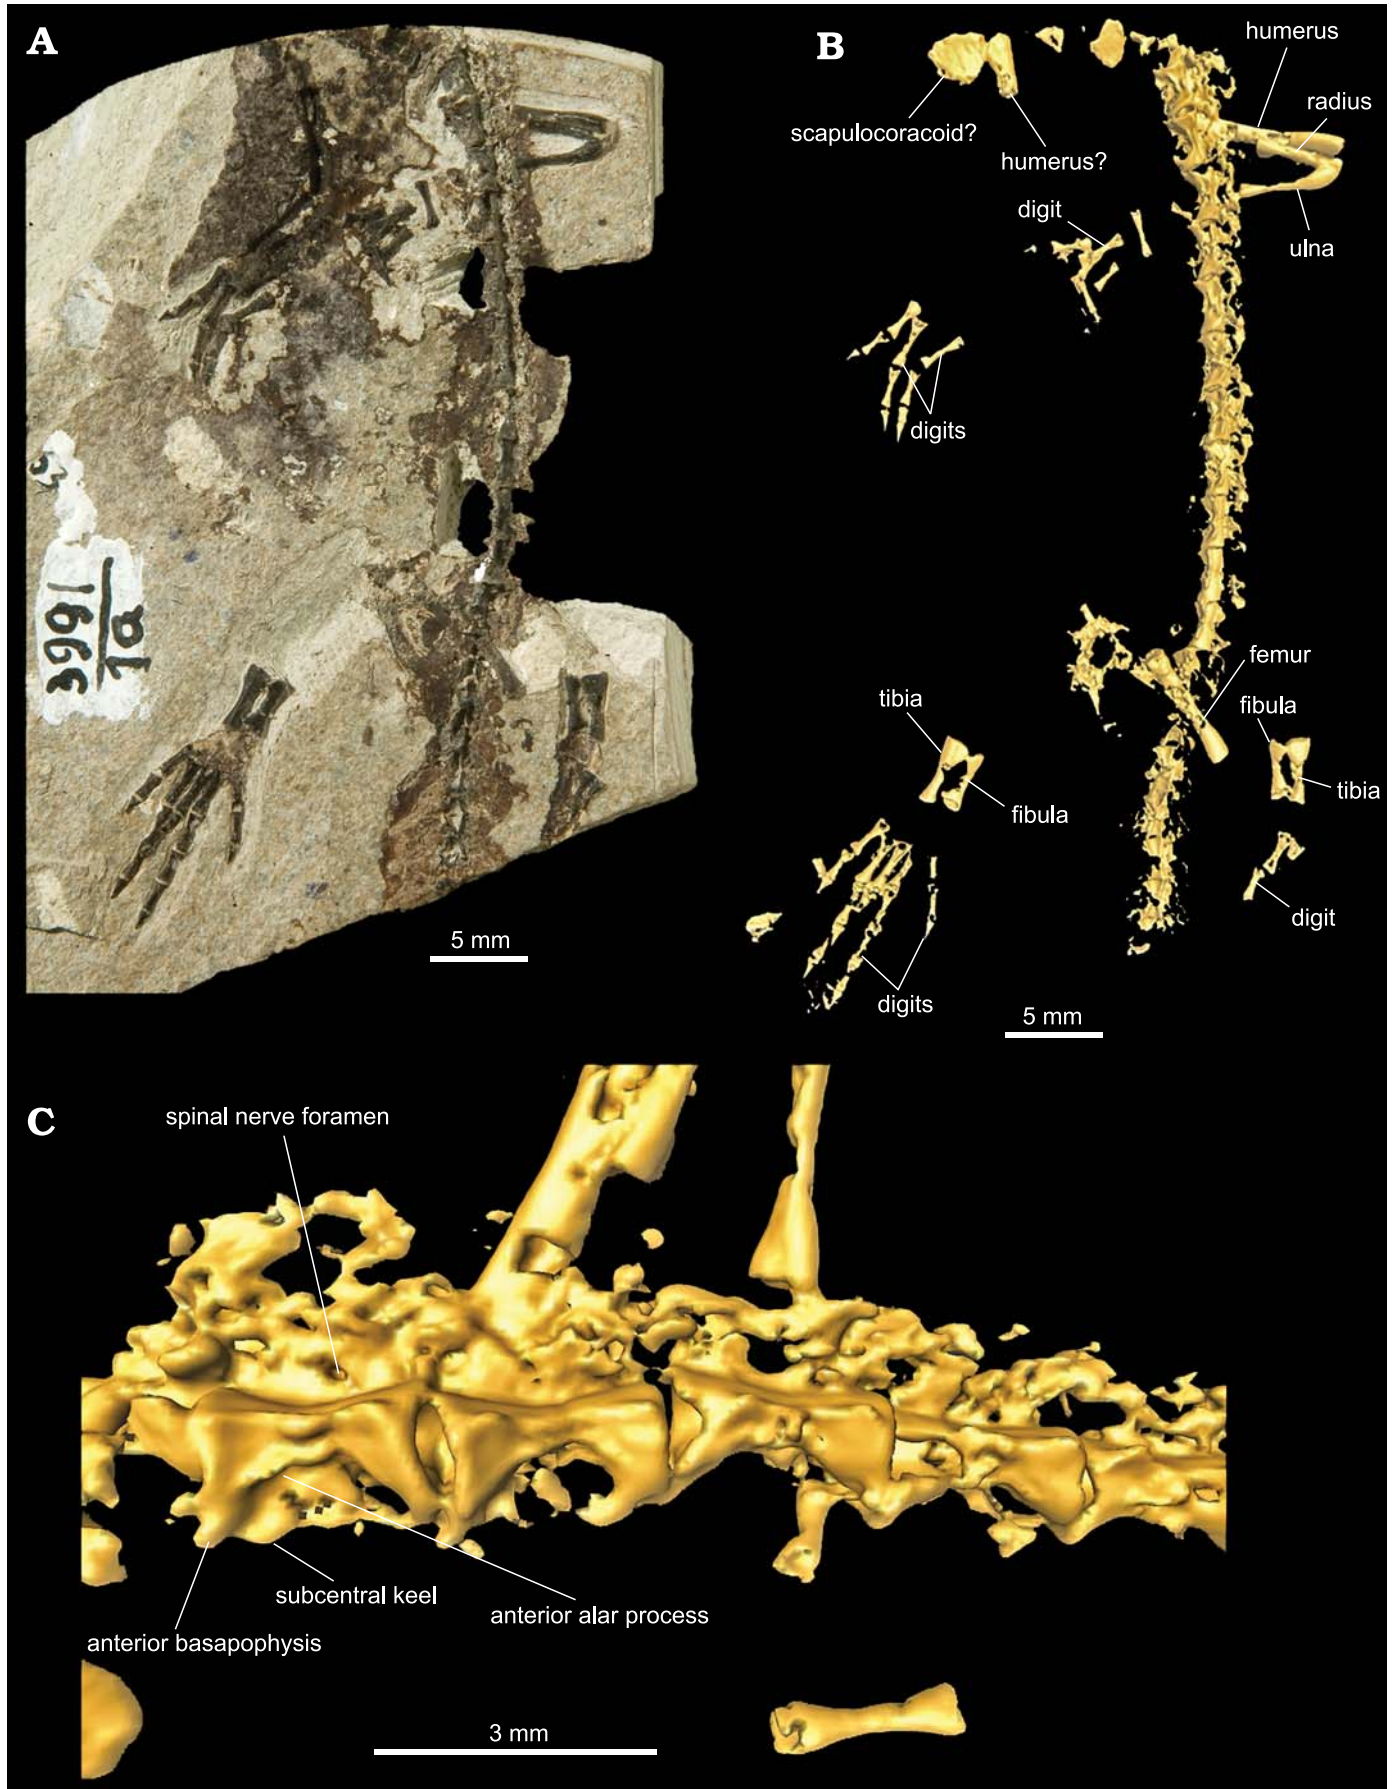 A
3991
1a
5 mm
B
humerus
radius
scapulocoracoid?
humerus?
digit
ulna
digits
femur
tibia
fibula
fibula
tibia
digit
digits
5 mm
C
spinal nerve foramen
subcentral keel
anterior alar process
anterior basapophysis
3 mm